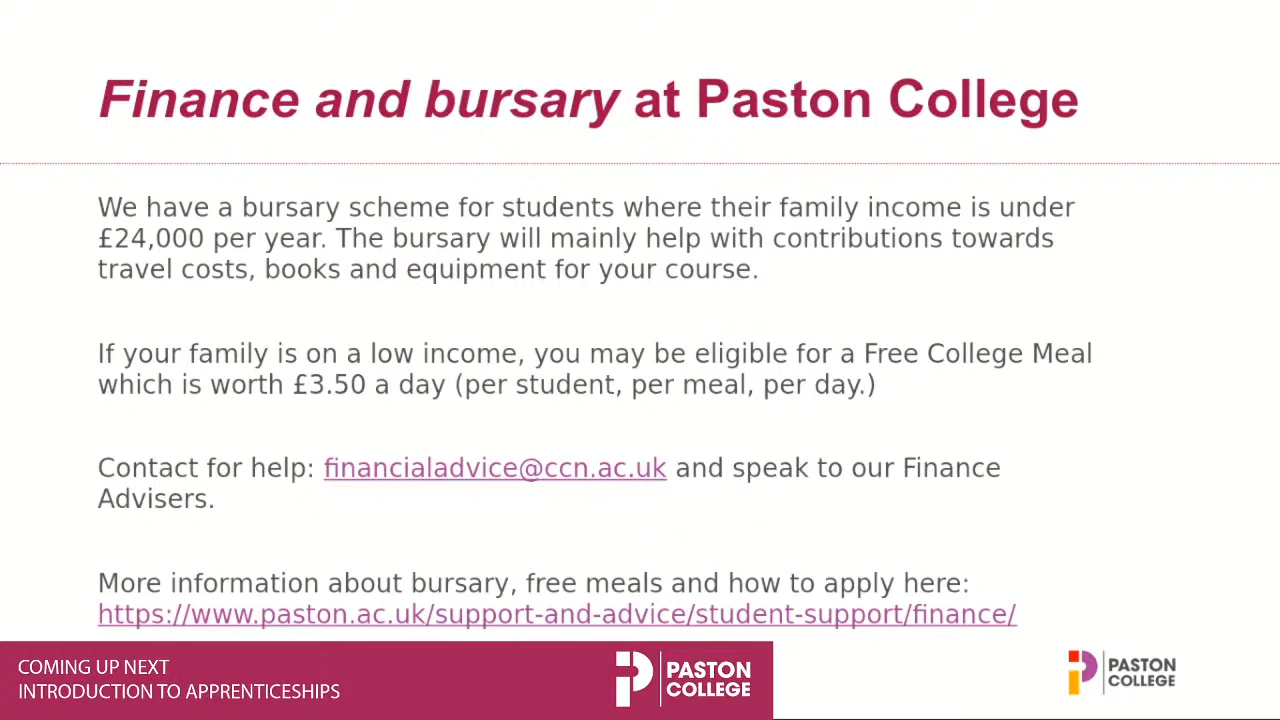 Finance and bursary at Paston College
We have a bursary scheme for students where their family income is under
£24,000 per year. The bursary will mainly help with contributions towards
travel costs, books and equipment for your course.
If your family is on a low income, you may be eligible for a Free College Meal
which is worth £3.50 a day (per student, per meal, per day.)
Contact for help: financialadvice@ccn.ac.uk and speak to our Finance
Advisers.
More information about bursary, free meals and how to apply here:
https://www.paston.ac.uk/support-and-advice/student-support/finance/
COMING UP NEXT
INTRODUCTION TO APPRENTICESHIPS
PASTON
COLLEGE
PASTON
COLLEGE